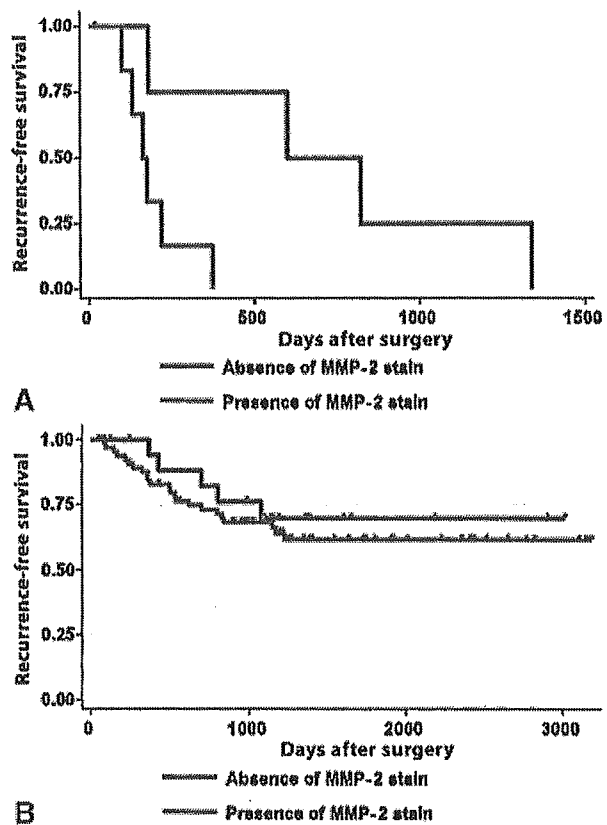 Recurrence-free survival
1.00
0.75
0.50
0.25
0.00
0
500
1000
1500
Days after surgery
Absence of MMP-2 stain
Presence of MMP-2 stain
A
Recurrence-free survival
1.00
0.75
0.50
0.25
0.00
0
1000
2000
3000
Days after surgery
Absence of MMP-2 stain
Presence of MMP-2 stain
B